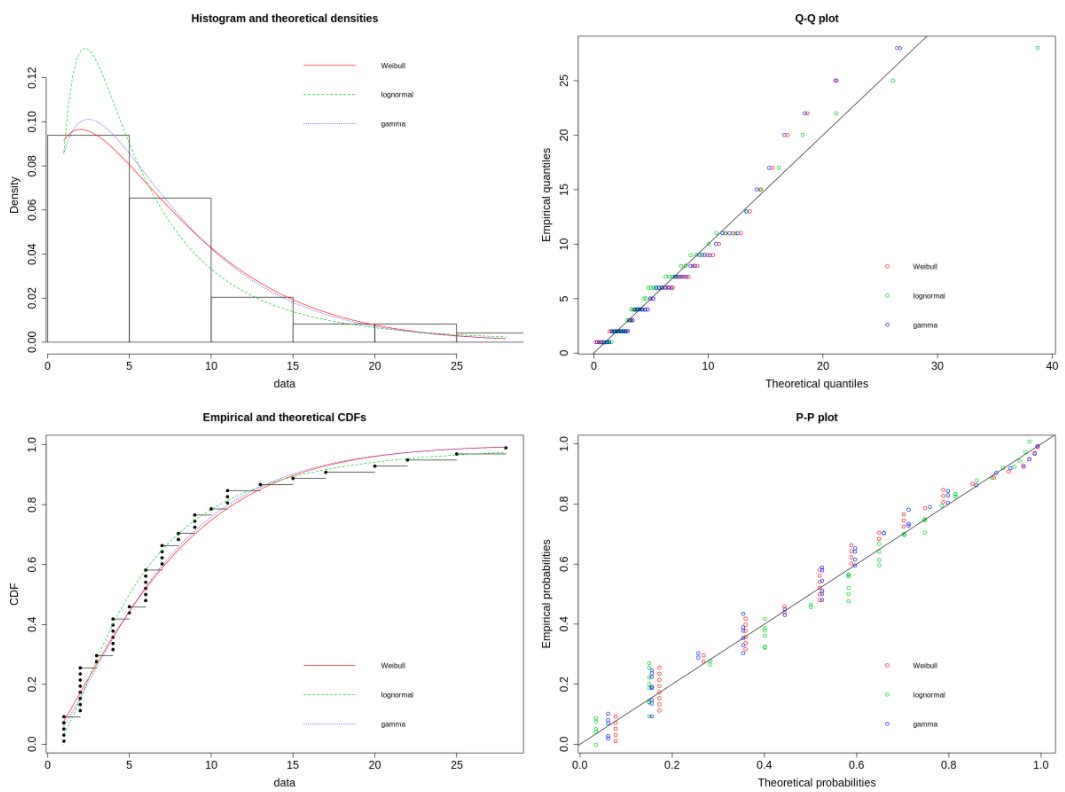 Histogram and theoretical densities
Density
0.00 0.02 0.04 0.06 0.08 0.10 0.12
Weibull
lognormal
gamma
0 5 10 15 20 25
data
Q-Q plot
Empirical quantiles
0 5 10 15 20 25
Weibull
lognormal
gamma
0 10 20 30 40
Theoretical quantiles
Empirical and theoretical CDFs
CDF
0.0 0.2 0.4 0.6 0.8 1.0
Weibull
lognormal
gamma
0 5 10 15 20 25
data
P-P plot
Empirical probabilities
0.0 0.2 0.4 0.6 0.8 1.0
Weibull
lognormal
gamma
0.0 0.2 0.4 0.6 0.8 1.0
Theoretical probabilities